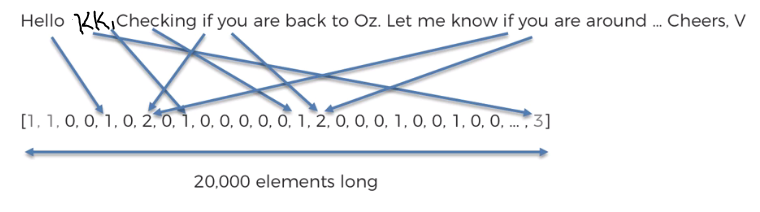 Hello KK, Checking if you are back to Oz. Let me know if you are around ... Cheers, V
[1, 1, 0, 0, 1, 0, 2, 0, 1, 0, 0, 0, 0, 0, 1, 2, 0, 0, 0, 1, 0, 0, 1, 0, 0, ... , 3]
20,000 elements long